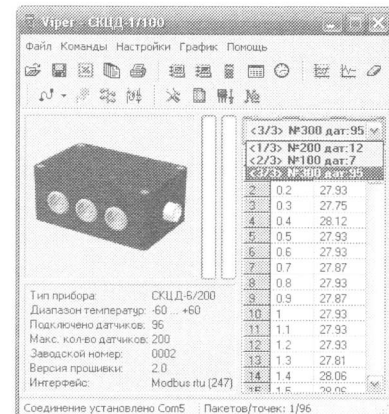 Viper - СКЦД-1/100
Файл Команды Настройки График Помощь
№
<3/3> №300 дат:95
<1/3> №200 дат:12
<2/3> №100 дат:7
<3/3> №300 дат:95
2 0.2 27.93
3 0.3 27.75
4 0.4 28.12
5 0.5 27.93
6 0.6 27.93
7 0.7 27.87
8 0.8 27.93
9 0.9 27.87
10 1 27.93
11 1.1 27.93
12 1.2 27.93
13 1.3 27.81
14 1.4 28.06
15 1.5 28.06
Тип прибора: СКЦД-6/200
Диапазон температур: -60 ... +60
Подключено датчиков: 96
Макс. кол-во датчиков: 200
Заводской номер: 0002
Версия прошивки: 2.0
Интерфейс: Modbus rtu (247)
Соединение установлено Com5 Пакетов/точек: 1/96